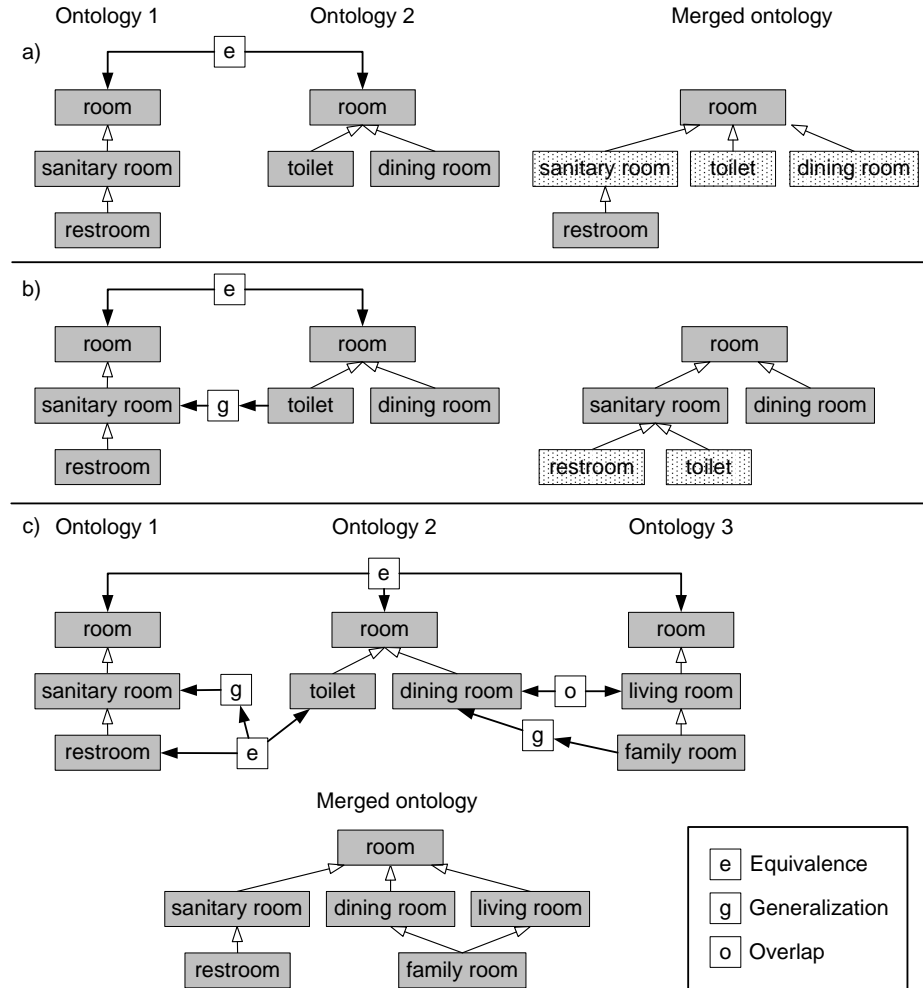 Ontology 1 Ontology 2 Merged ontology
a) e
room room room
sanitary room toilet dining room sanitary room toilet dining room
restroom restroom
b) e
room room room
sanitary room g toilet dining room sanitary room dining room
restroom restroom toilet
c) Ontology 1 Ontology 2 Ontology 3
e
room room room
sanitary room g toilet dining room o living room
restroom e g family room
Merged ontology
room
sanitary room dining room living room
restroom family room
e Equivalence
g Generalization
o Overlap